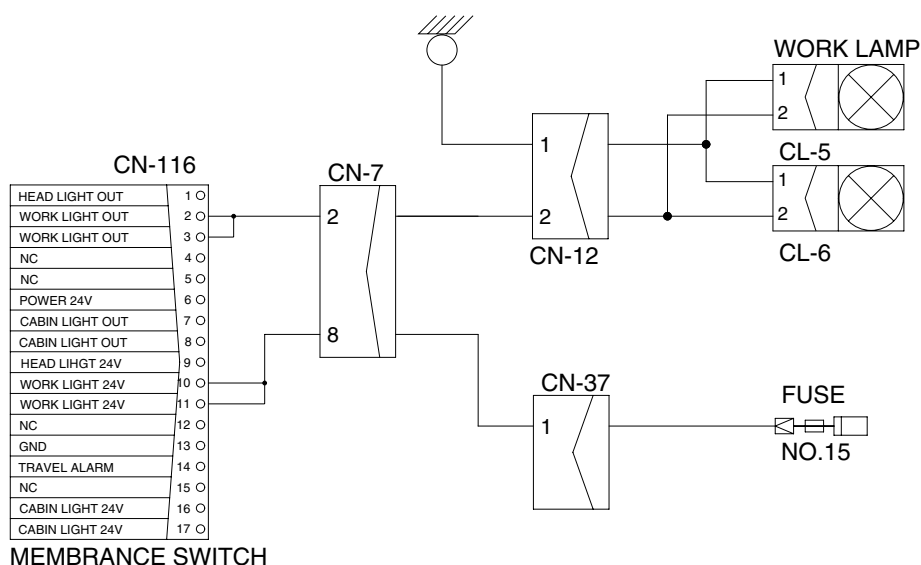 WORK LAMP
1
2
CL-5
1
2
CL-6
1
2
CN-12
CN-7
2
8
CN-116
HEAD LIGHT OUT 1
WORK LIGHT OUT 2
WORK LIGHT OUT 3
NC 4
NC 5
POWER 24V 6
CABIN LIGHT OUT 7
CABIN LIGHT OUT 8
HEAD LIHGT 24V 9
WORK LIGHT 24V 10
WORK LIGHT 24V 11
NC 12
GND 13
TRAVEL ALARM 14
NC 15
CABIN LIGHT 24V 16
CABIN LIGHT 24V 17
MEMBRANCE SWITCH
CN-37
1
FUSE
NO.15